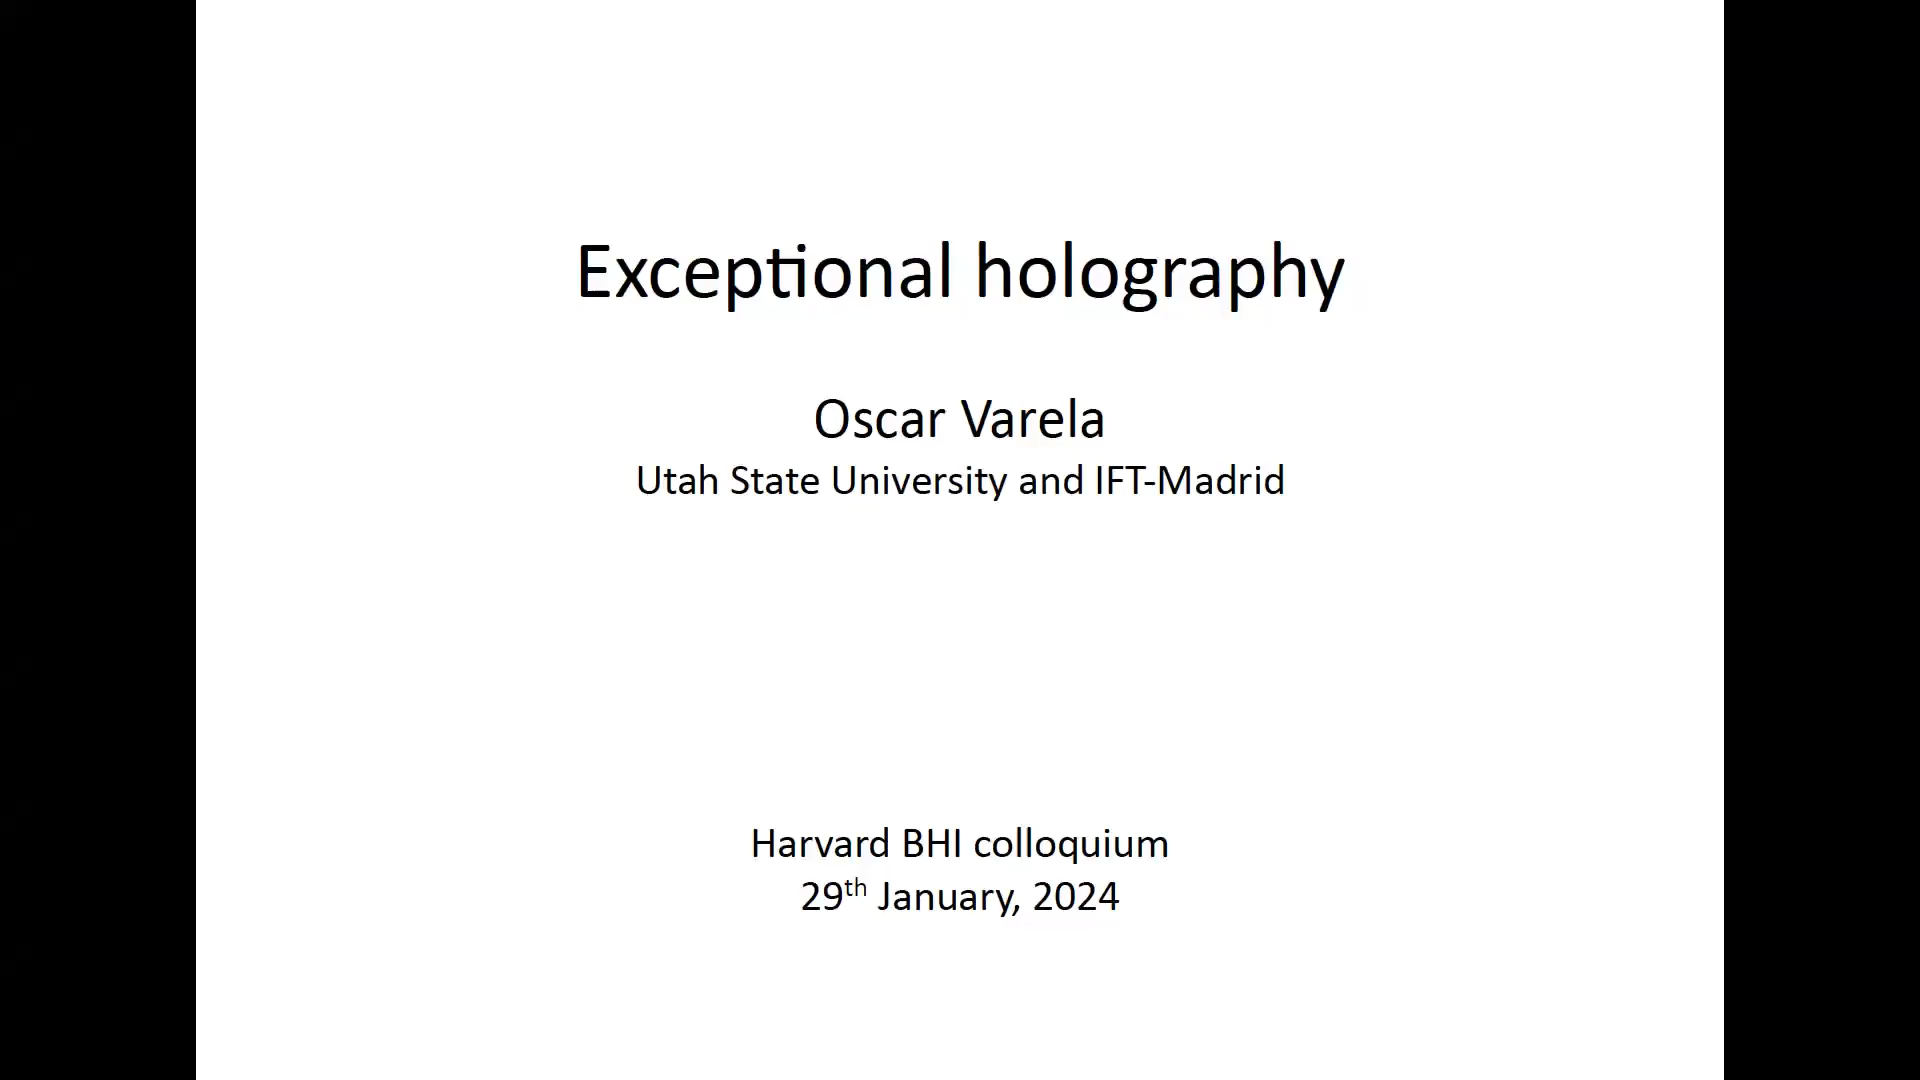 Exceptional holography
Oscar Varela
Utah State University and IFT-Madrid
Harvard BHI colloquium
29th January, 2024